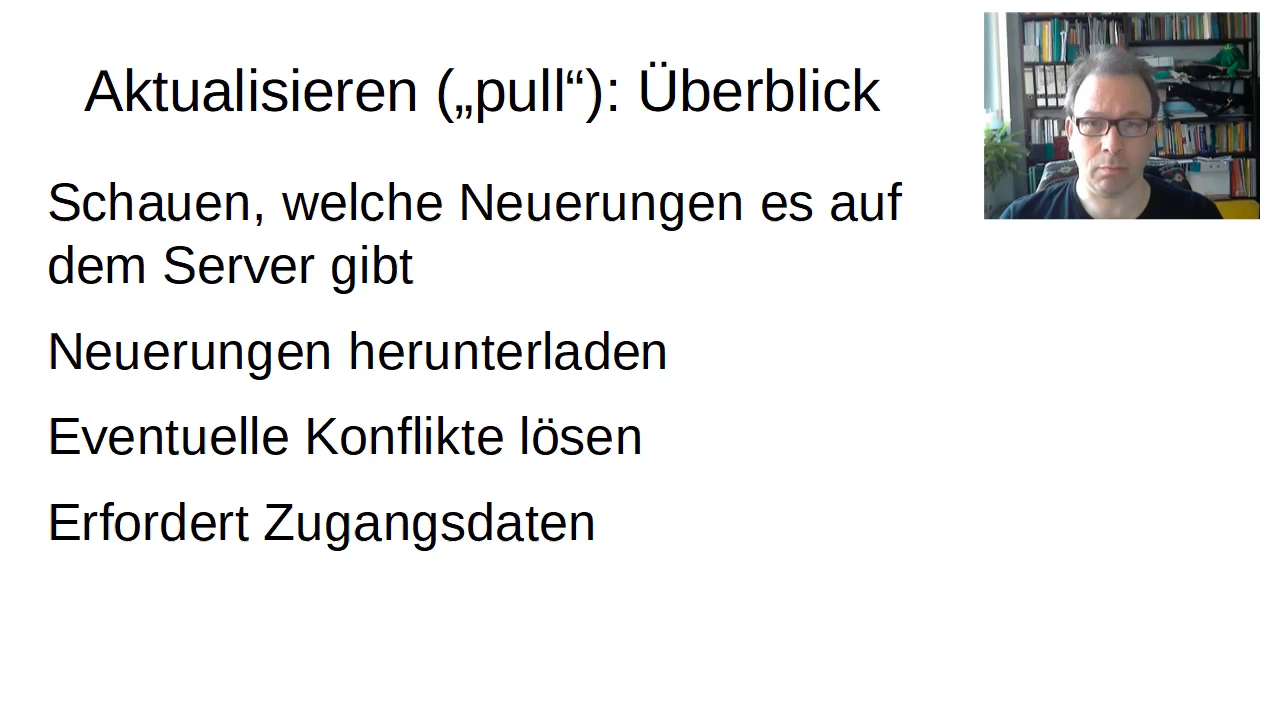 Aktualisieren („pull“): Überblick
Schauen, welche Neuerungen es auf
dem Server gibt
Neuerungen herunterladen
Eventuelle Konflikte lösen
Erfordert Zugangsdaten